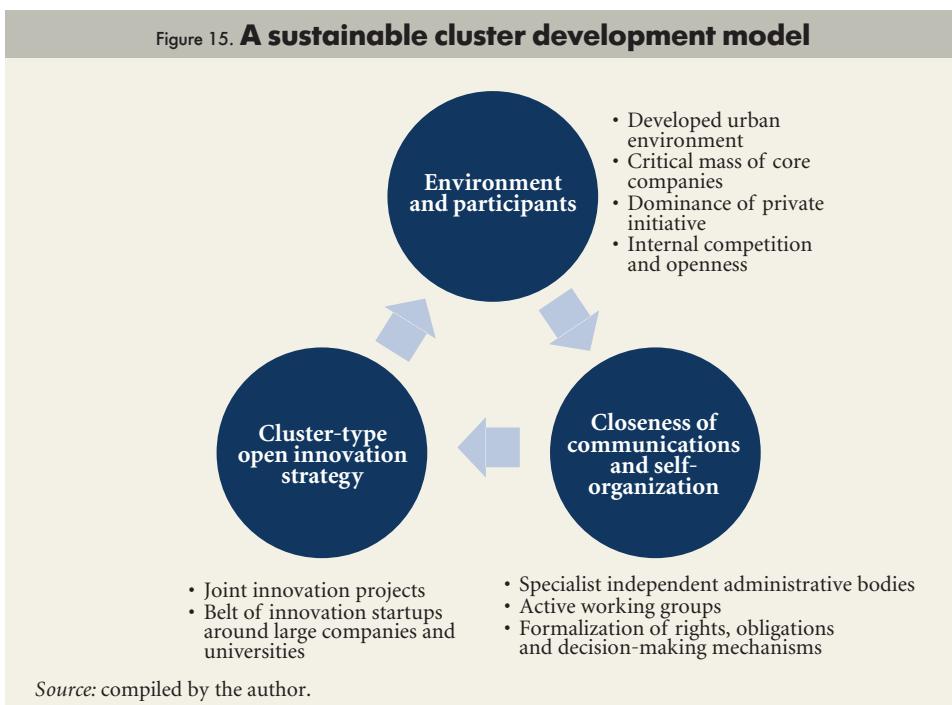 Figure 15. A sustainable cluster development model
Environment
and participants
• Developed urban
environment
• Critical mass of core
companies
• Dominance of private
initiative
• Internal competition
and openness
Cluster-type
open innovation
strategy
Closeness of
communications
and self-
organization
• Joint innovation projects
• Belt of innovation startups
around large companies and
universities
• Specialist independent administrative bodies
• Active working groups
• Formalization of rights, obligations
and decision-making mechanisms
Source: compiled by the author.